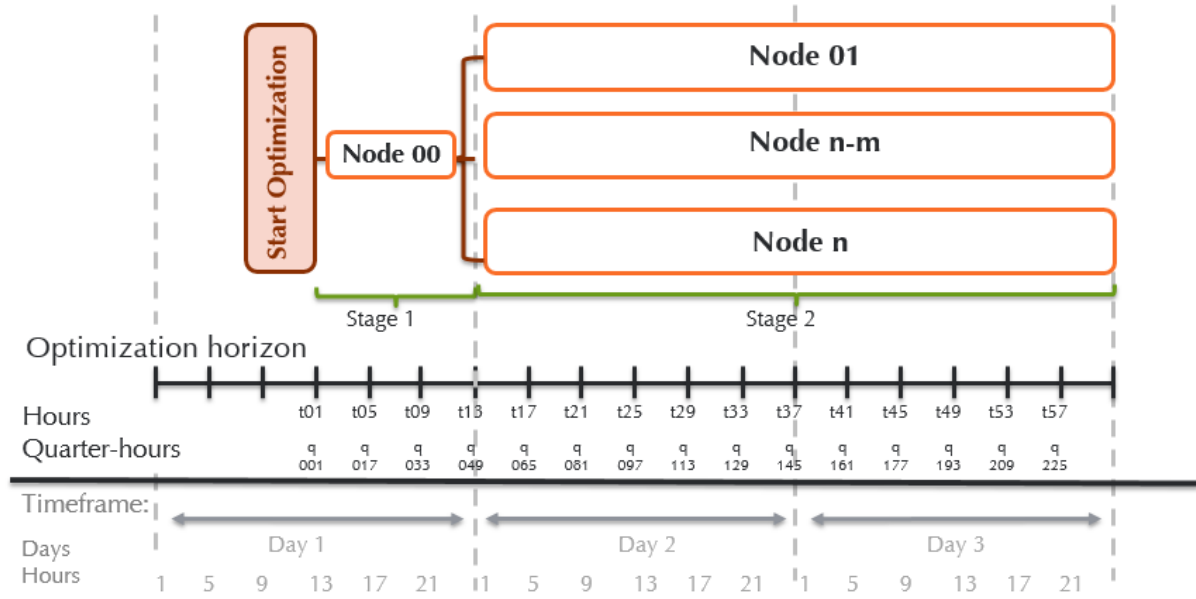 Start Optimization
Node 00
Node 01
Node n-m
Node n
Stage 1
Stage 2
Optimization horizon
Hours
t01 t05 t09 t13 t17 t21 t25 t29 t33 t37 t41 t45 t49 t53 t57
Quarter-hours
q q q q q q q q q q q q q q q
001 017 033 049 065 081 097 113 129 145 161 177 193 209 225
Timeframe:
Days
Day 1 Day 2 Day 3
Hours
1 5 9 13 17 21 1 5 9 13 17 21 1 5 9 13 17 21